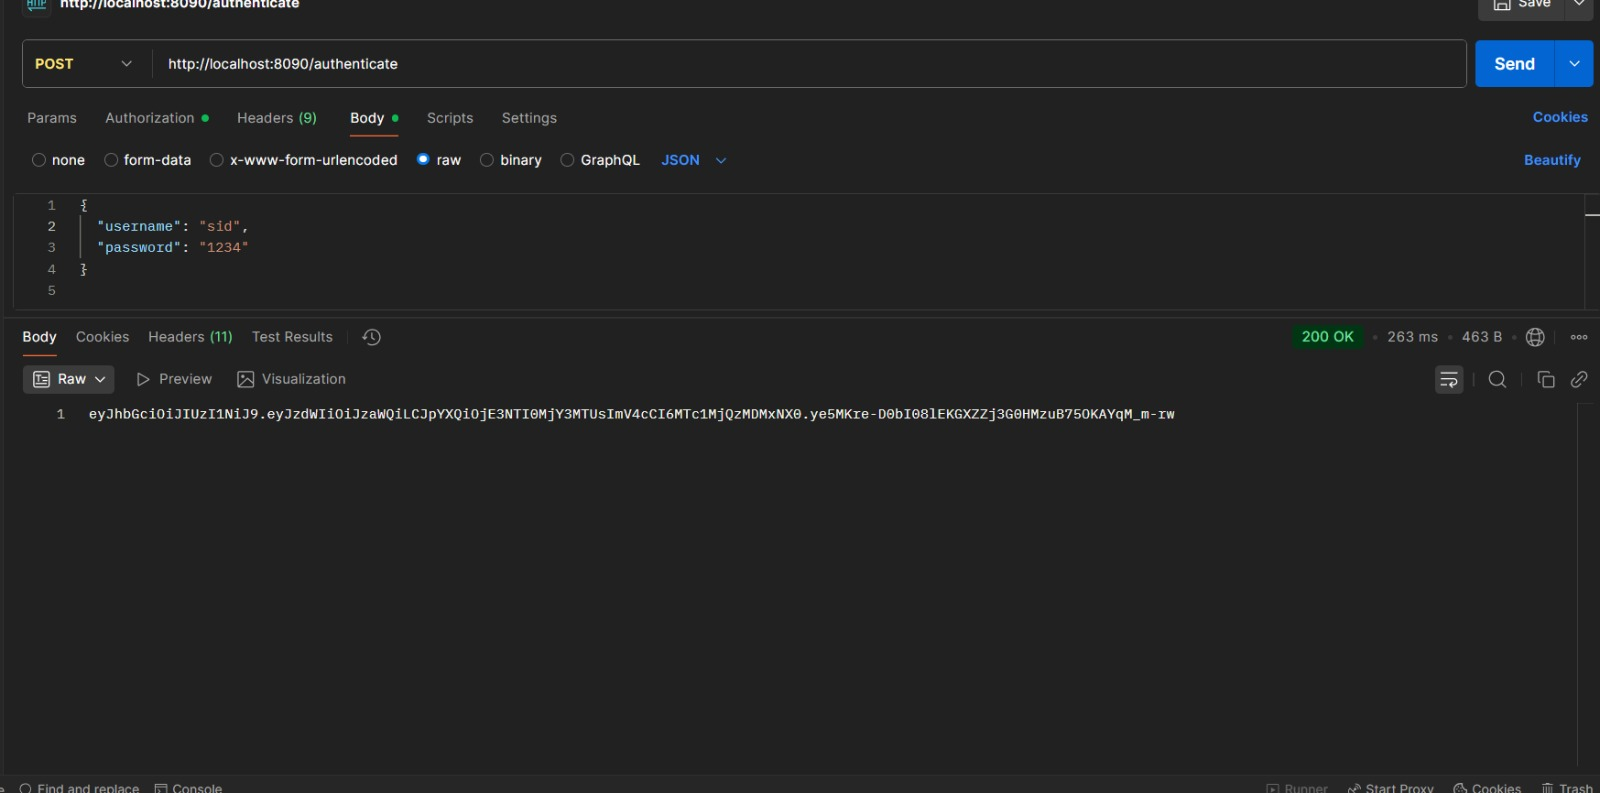 HTTP http://localhost:8090/authenticate Save
POST http://localhost:8090/authenticate Send
Params Authorization Headers (9) Body Scripts Settings Cookies
none form-data x-www-form-urlencoded raw binary GraphQL JSON Beautify
1 {
2 "username": "sid",
3 "password": "1234"
4 }
5
Body Cookies Headers (11) Test Results 200 OK 263 ms 463 B
Raw Preview Visualization
1 eyJhbGciOiJIUzI1NiJ9.eyJzdWIiOiJzaWQiLCJpYXQiOjE3NTI0MjY3MTUsImV4cCI6MTc1MjQzMDMxNX0.ye5MKre-D0bI08lEKGXZZj3G0HMzuB75OKAYqM_m-rw
Find and replace Console Runner Start Proxy Cookies Trash